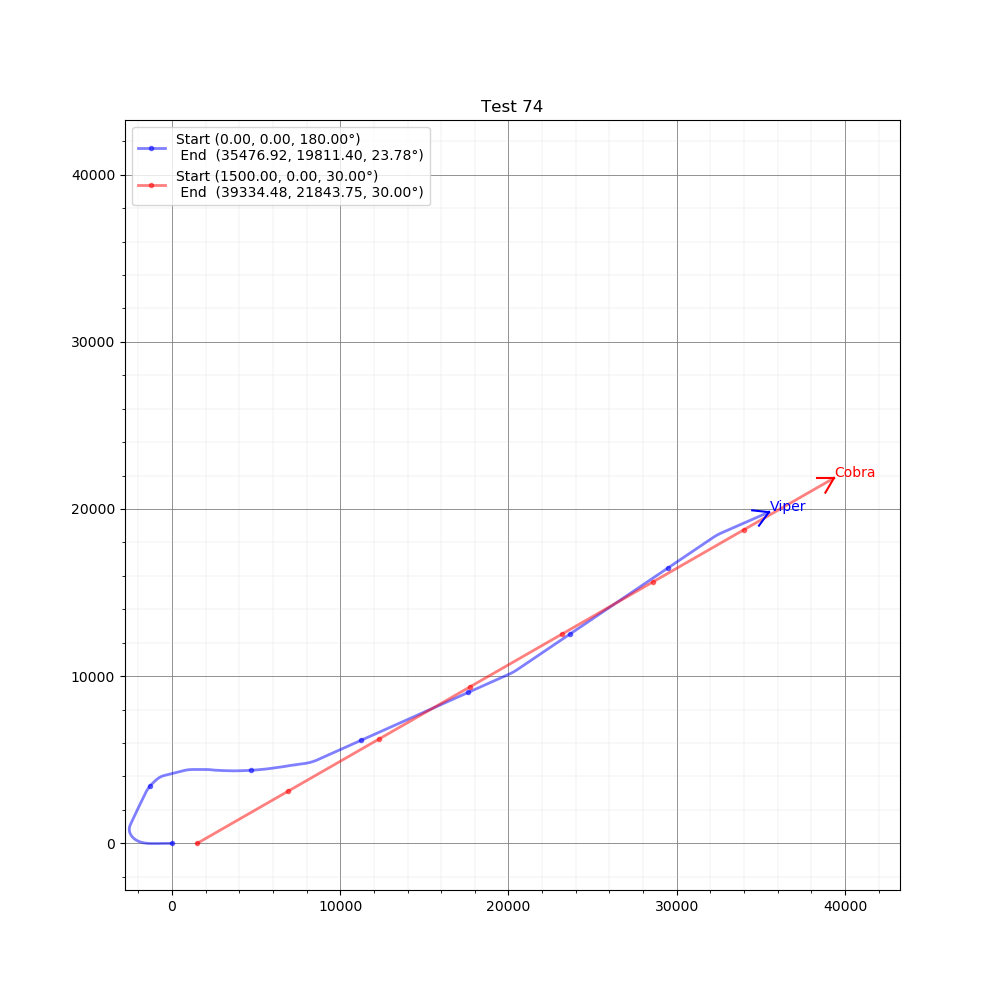 Test 74
Start (0.00, 0.00, 180.00°)
End  (35476.92, 19811.40, 23.78°)
Start (1500.00, 0.00, 30.00°)
End  (39334.48, 21843.75, 30.00°)
40000
30000
20000
10000
0
Cobra
Viper
0
10000
20000
30000
40000